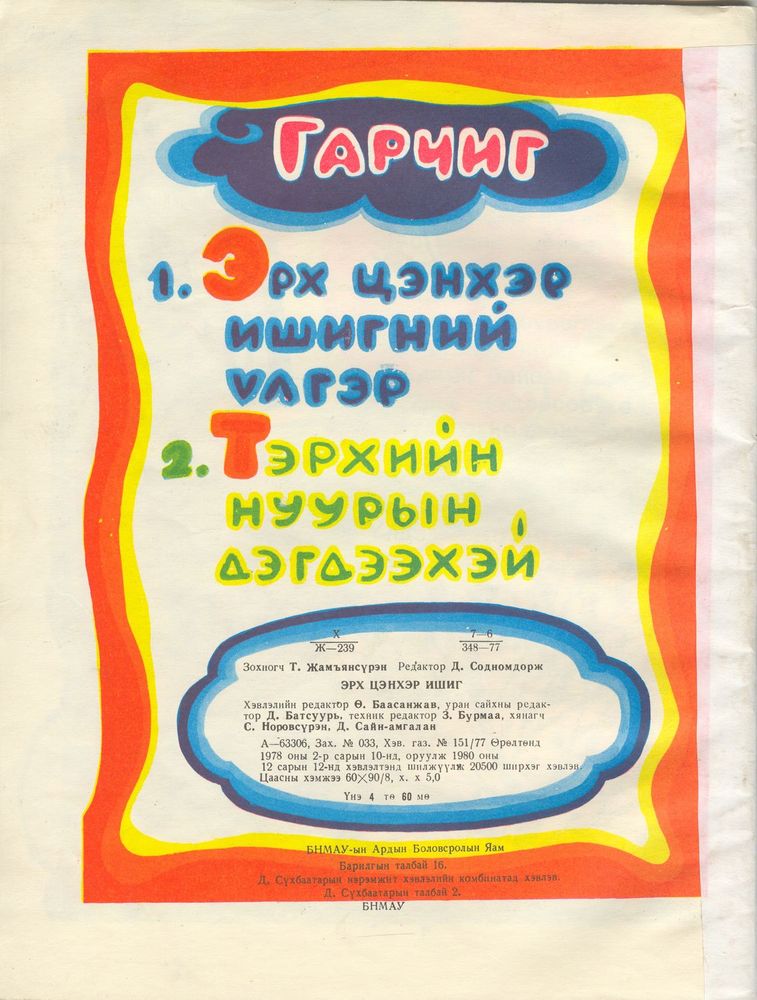 ГАРЧИГ
1. ЭРХ ЦЭНХЭР
ИШИГНИЙ
ҮЛГЭР
2. ТЭРХИЙН
НУУРЫН
ДЭГДЭЭХЭЙ
Х 7—6
Ж—239 348—77
Зохиогч Т. Жамъянсүрэн Редактор Д. Содномдорж
ЭРХ ЦЭНХЭР ИШИГ
Хэвлэлийн редактор Ө. Баасанжав, уран сайхны редак-
тор Д. Батсуурь, техник редактор З. Бурмаа, хянагч
С. Норовсүрэн, Д. Сайн-амгалан
А—63306, Зах. № 033, Хэв. газ. № 151/77 Өрөлтөнд
1978 оны 2-р сарын 10-нд, оруулж 1980 оны
12 сарын 12-нд хэвлэлтэнд шилжүүлж 20500 ширхэг хэвлэв.
Цаасны хэмжээ 60×90/8, х. х 5,0
Үнэ 4 тө 60 мө
БНМАУ-ын Ардын Боловсролын Яам
Барилгын талбай 16.
Д. Сүхбаатарын нэрэмжит хэвлэлийн комбинатад хэвлэв.
Д. Сүхбаатарын талбай 2.
БНМАУ